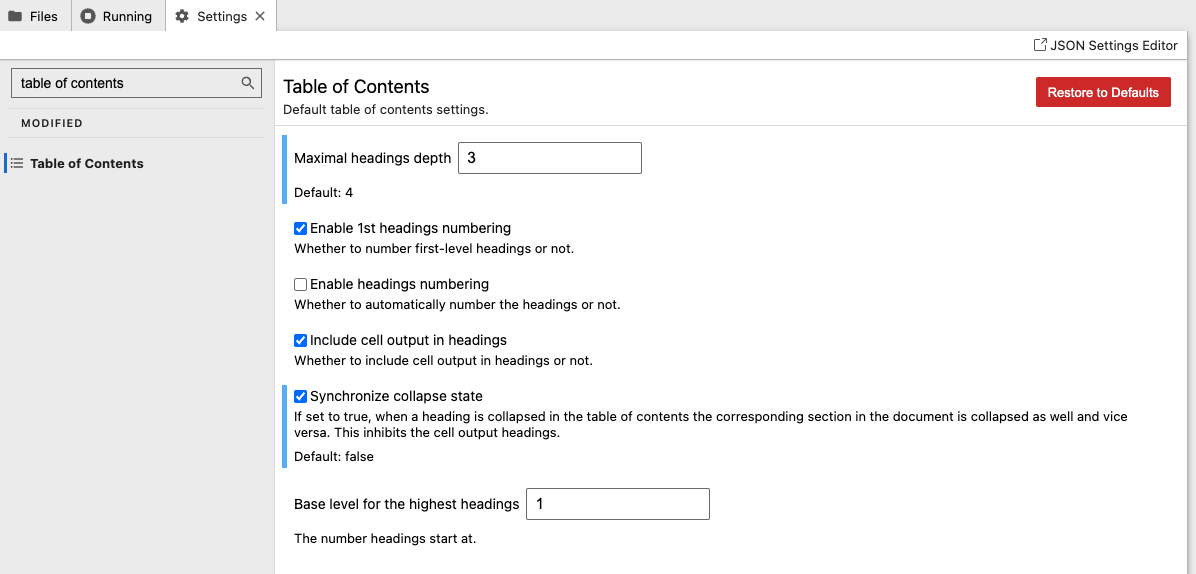 Files
Running
Settings
JSON Settings Editor
table of contents
MODIFIED
Table of Contents
Table of Contents
Default table of contents settings.
Restore to Defaults
Maximal headings depth 3
Default: 4
Enable 1st headings numbering
Whether to number first-level headings or not.
Enable headings numbering
Whether to automatically number the headings or not.
Include cell output in headings
Whether to include cell output in headings or not.
Synchronize collapse state
If set to true, when a heading is collapsed in the table of contents the corresponding section in the document is collapsed as well and vice
versa. This inhibits the cell output headings.
Default: false
Base level for the highest headings 1
The number headings start at.